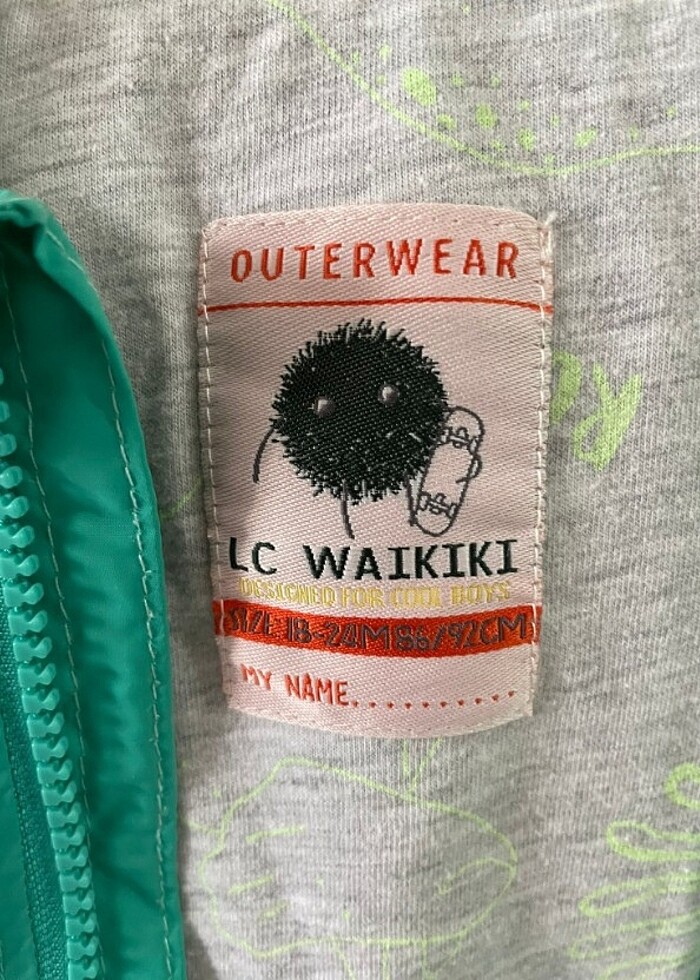 OUTERWEAR
LC WAIKIKI
DESIGNED FOR COOL BOYS
SIZE 18-24M 86/92CM
MY NAME..........